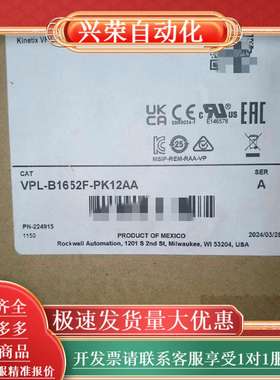 兴荣自动化
Kinetix VP
UK
CA
CE
c UL us
E146578
25
MSIP-REM-RAA-VP
CAT
SER
VPL-B1652F-PK12AA
A
PN-224915
1150
PRODUCT OF MEXICO
Rockwell Automation, 1201 S 2nd St, Milwaukee, WI 53204, USA
2024/03/28
极速发货量大优惠
开发票请联系客服享受1对1服